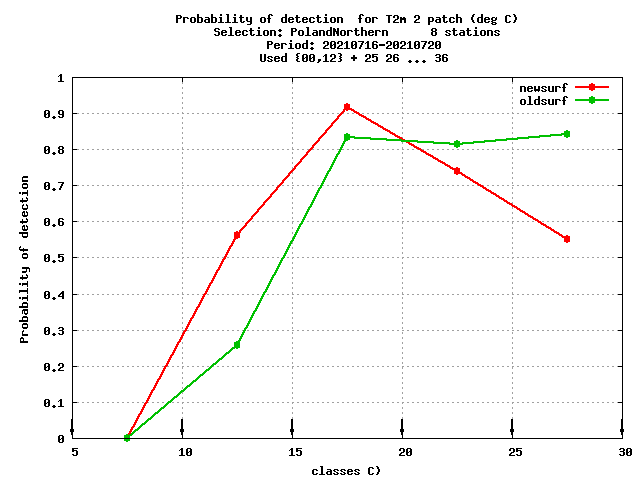 Probability of detection  for T2m 2 patch (deg C)
Selection: PolandNorthern      8 stations
Period: 20210716-20210720
Used {00,12} + 25 26 ... 36
newsurf
oldsurf
Probability of detection
1
0.9
0.8
0.7
0.6
0.5
0.4
0.3
0.2
0.1
0
5 10 15 20 25 30
classes C)